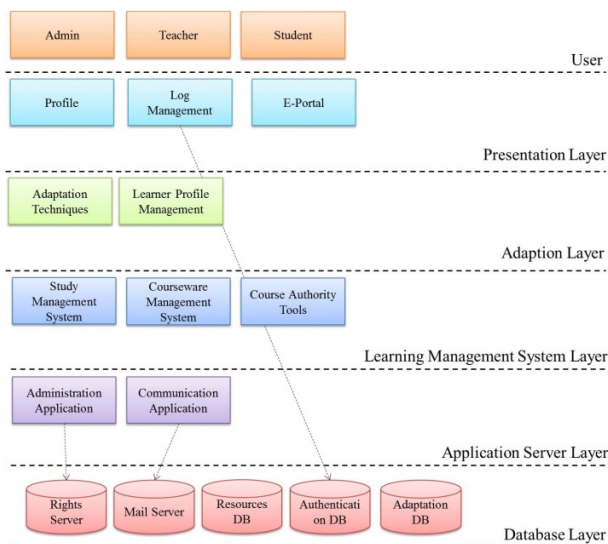 Admin
Teacher
Student
User
Profile
Log
Management
E-Portal
Presentation Layer
Adaptation
Techniques
Learner Profile
Management
Adaption Layer
Study
Management
System
Courseware
Management
System
Course Authority
Tools
Learning Management System Layer
Administration
Application
Communication
Application
Application Server Layer
Rights
Server
Mail Server
Resources
DB
Authenticati
on DB
Adaptation
DB
Database Layer